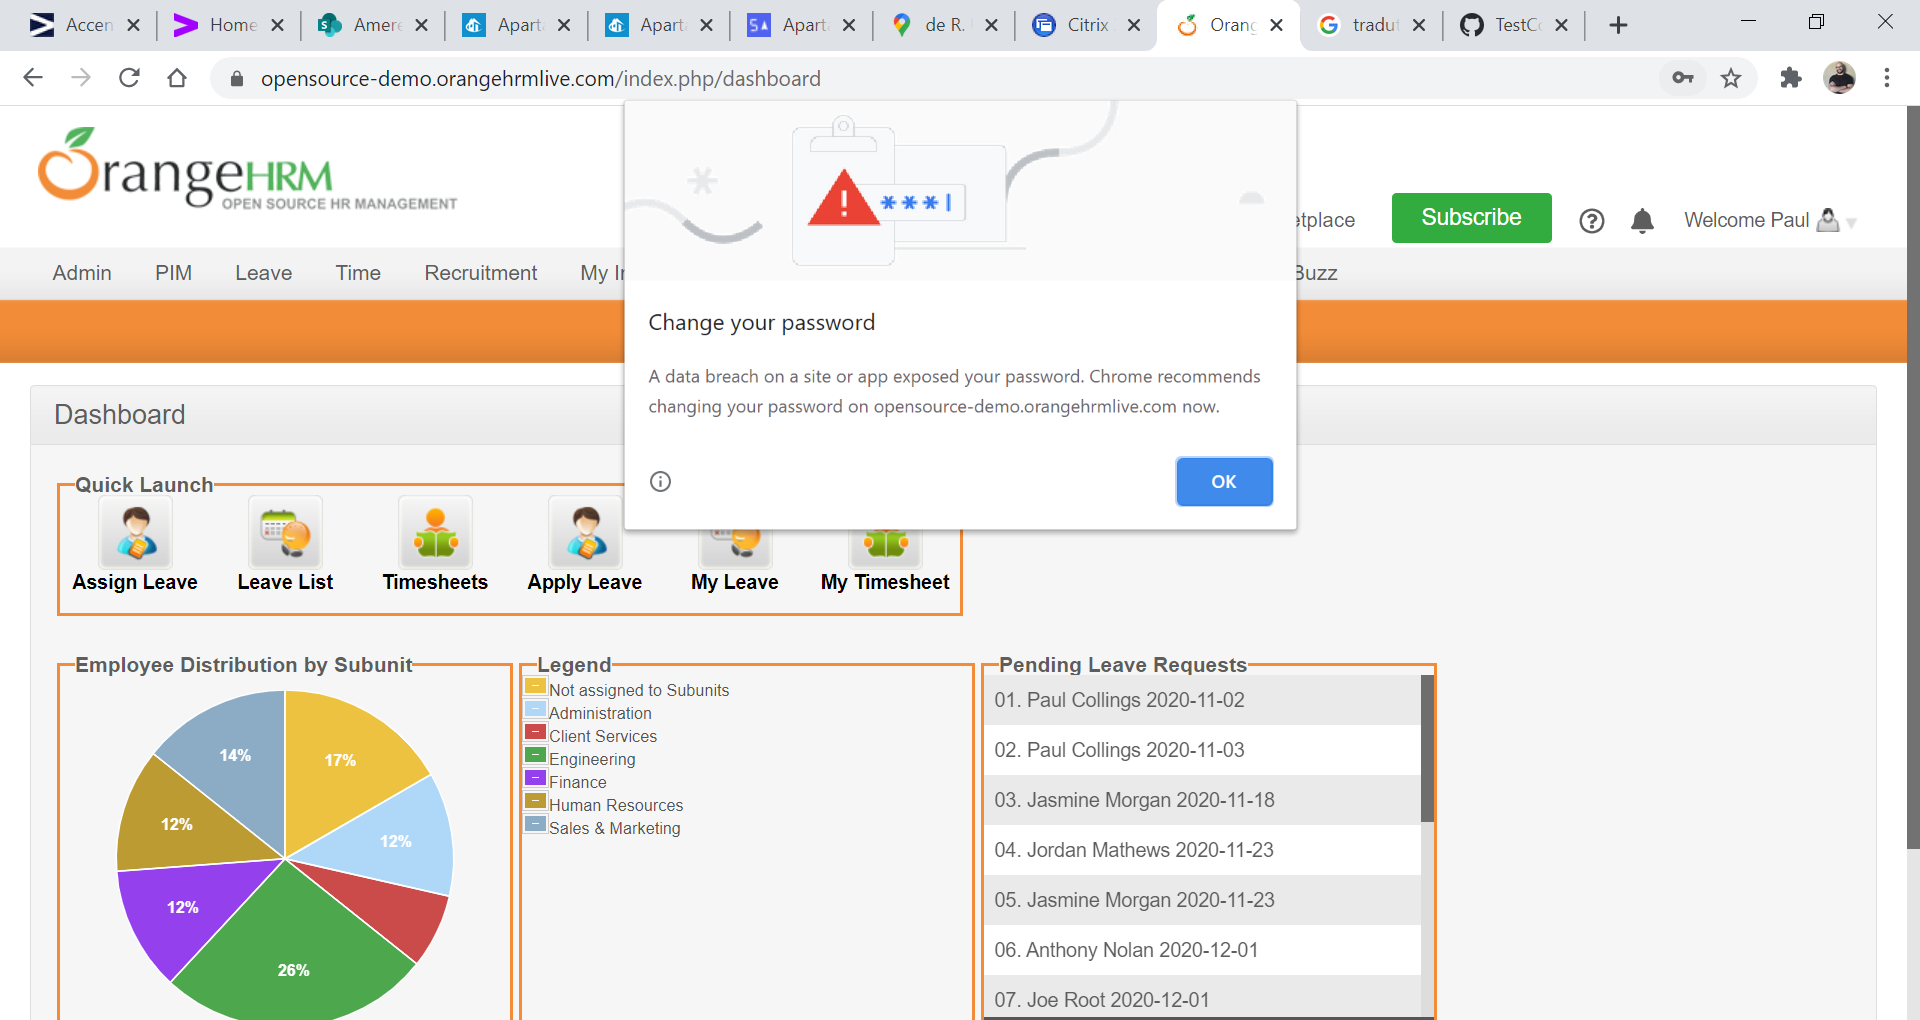 Accen
Home
Amere
Aparta
Aparta
Aparta
de R.
Citrix
Orang
tradu
TestCo
opensource-demo.orangehrmlive.com/index.php/dashboard
OrangeHRM
OPEN SOURCE HR MANAGEMENT
Subscribe
Welcome Paul
Admin
PIM
Leave
Time
Recruitment
Buzz
***
Change your password
A data breach on a site or app exposed your password. Chrome recommends
changing your password on opensource-demo.orangehrmlive.com now.
OK
Dashboard
Quick Launch
Assign Leave
Leave List
Timesheets
Apply Leave
My Leave
My Timesheet
Employee Distribution by Subunit
14%
17%
12%
12%
12%
26%
Legend
Not assigned to Subunits
Administration
Client Services
Engineering
Finance
Human Resources
Sales & Marketing
Pending Leave Requests
01. Paul Collings 2020-11-02
02. Paul Collings 2020-11-03
03. Jasmine Morgan 2020-11-18
04. Jordan Mathews 2020-11-23
05. Jasmine Morgan 2020-11-23
06. Anthony Nolan 2020-12-01
07. Joe Root 2020-12-01